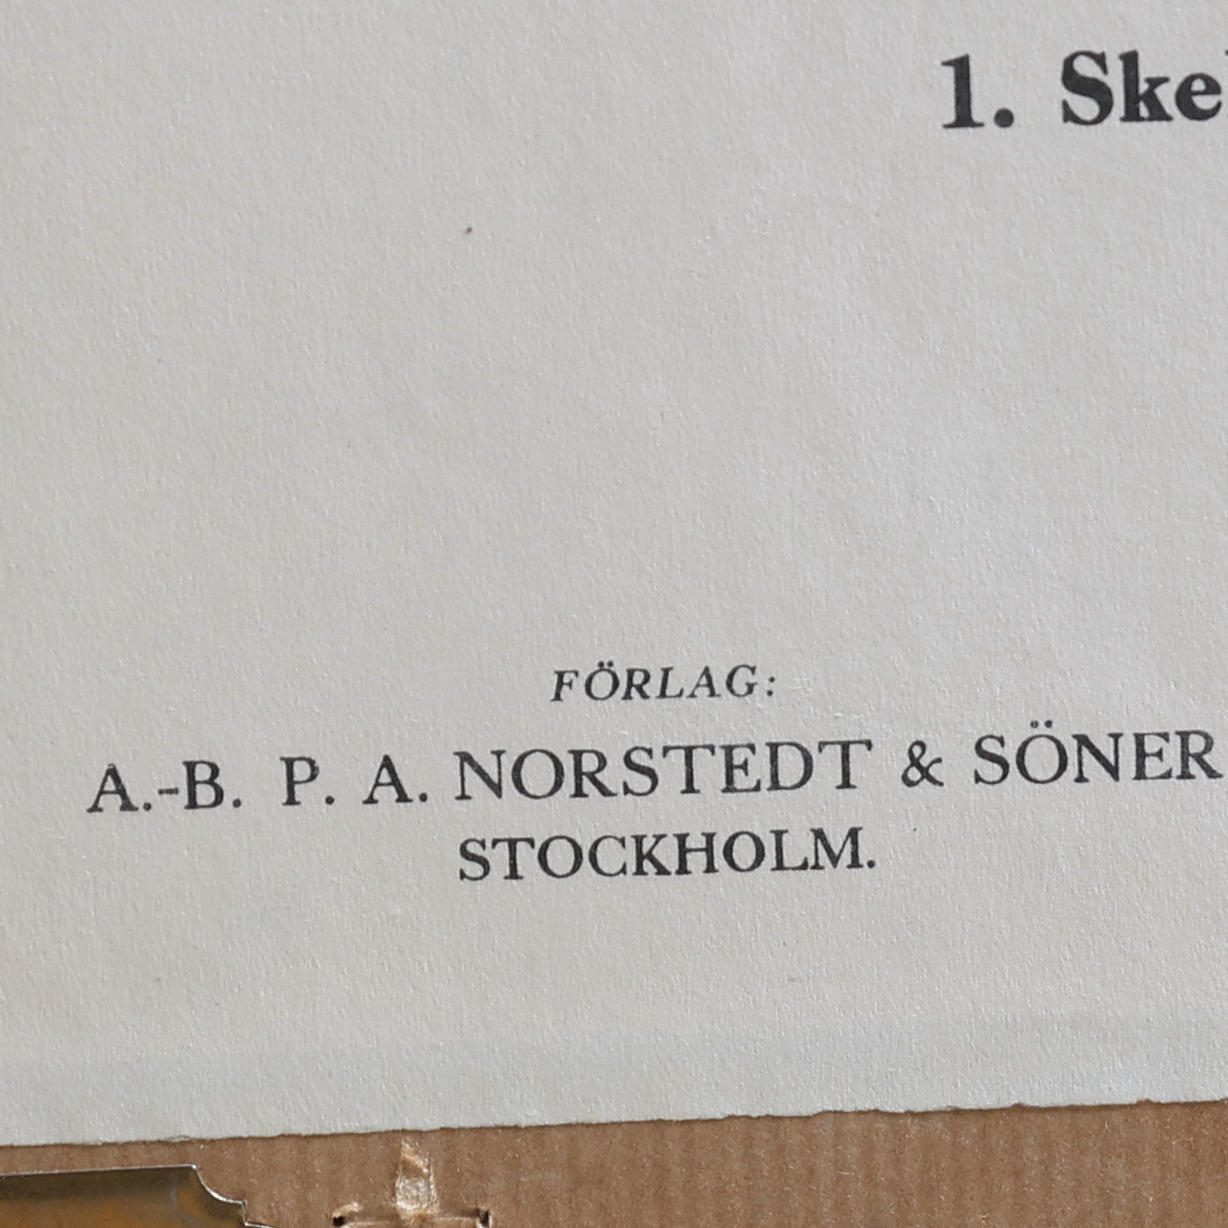 1. Ske
FÖRLAG:
A.-B. P. A. NORSTEDT & SÖNER
STOCKHOLM.